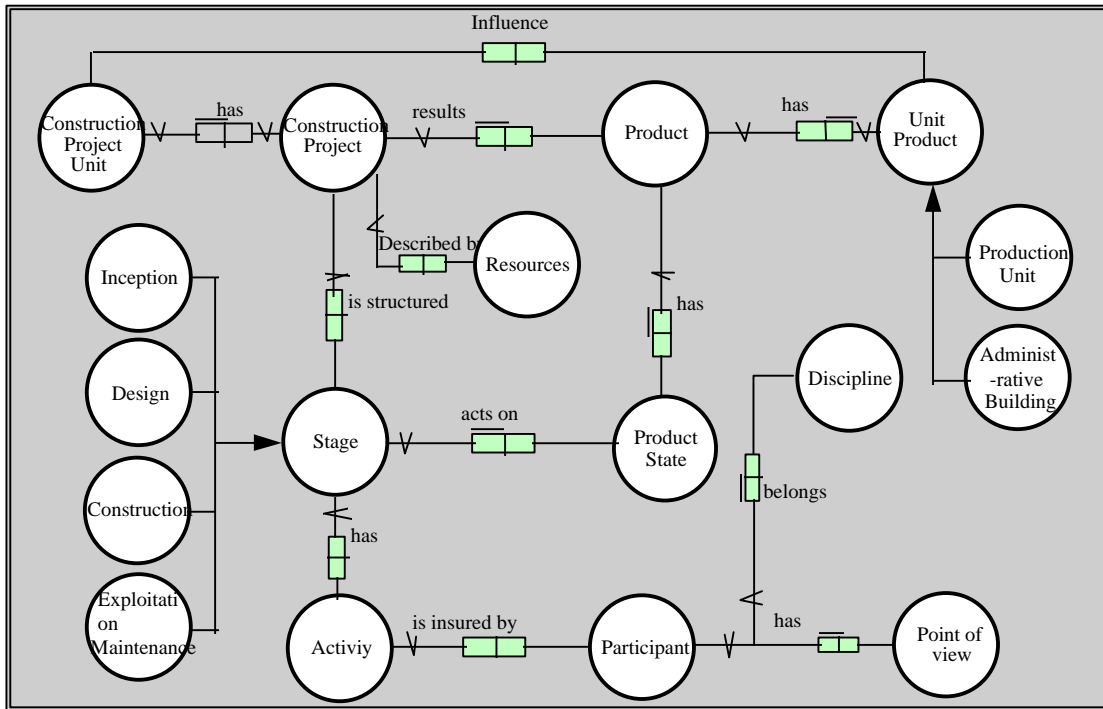 Influence
Construction
Project
Unit
has
Construction
Project
results
Product
has
Unit
Product
Described by
Resources
Production
Unit
Inception
is structured
has
Administ
-rative
Building
Discipline
Design
Stage
acts on
Product
State
belongs
Construction
has
Exploitati
on
Maintenance
Activiy
is insured by
Participant
has
Point of
view